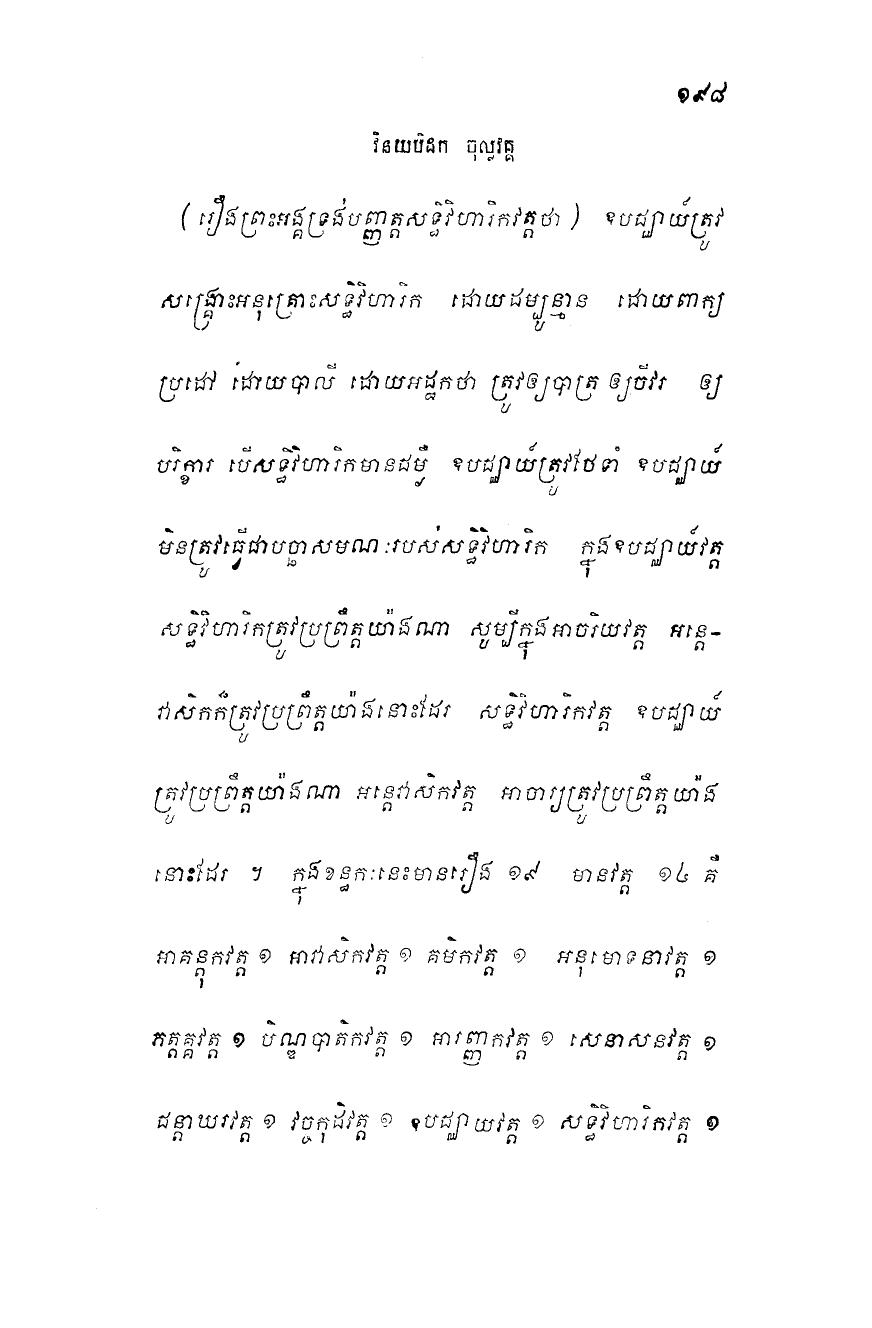 ១៩៨
វិនយបិដក ចុល្លវគ្គ
(រឿងព្រះអង្គទ្រង់បញ្ញាត្តសទ្ធិវិហារិកវត្តថា) ឧបជ្ឈាយ៍ត្រូវ
សង្គ្រោះអនុគ្រោះសទ្ធិវិហារិក ដោយដម្បូន្មាន ដោយពាក្យ
ប្រដៅ ដោយបាលី ដោយអដ្ឋកថា ត្រូវឲ្យបាត្រ ឲ្យចីវរ ឲ្យ
បរិក្ខារ បើសទ្ធិវិហារិកមានជម្ងឺ ឧបជ្ឈាយ៍ត្រូវថែទាំ ឧបជ្ឈាយ៍
មិនត្រូវធ្វើជាបច្ឆាសមណៈរបស់សទ្ធិវិហារិក ក្នុងឧបជ្ឈាយ៍វត្ត
សទ្ធិវិហារិកត្រូវប្រព្រឹត្តយ៉ាងណា សូម្បីក្នុងអាចរិយវត្ត អន្តេ-
វាសិកក៏ត្រូវប្រព្រឹត្តយ៉ាងនោះដែរ សទ្ធិវិហារិកវត្ត ឧបជ្ឈាយ៍
ត្រូវប្រព្រឹត្តយ៉ាងណា អន្តេវាសិកវត្ត អាចារ្យត្រូវប្រព្រឹត្តយ៉ាង
នោះដែរ ។ ក្នុងខន្ធកៈនេះមានរឿង ១៩ មានវត្ត ១៤ គឺ
អាគន្តុកវត្ត ១ អាវាសិកវត្ត ១ គមិកវត្ត ១ អនុមោទនាវត្ត ១
ភត្តគ្គវត្ត ១ បិណ្ឌបាតិកវត្ត ១ អារញ្ញកវត្ត ១ សេនាសនវត្ត ១
ជន្តាឃរវត្ត ១ វច្ចកុដិវត្ត ១ ឧបជ្ឈាយវត្ត ១ សទ្ធិវិហារិកវត្ត ១